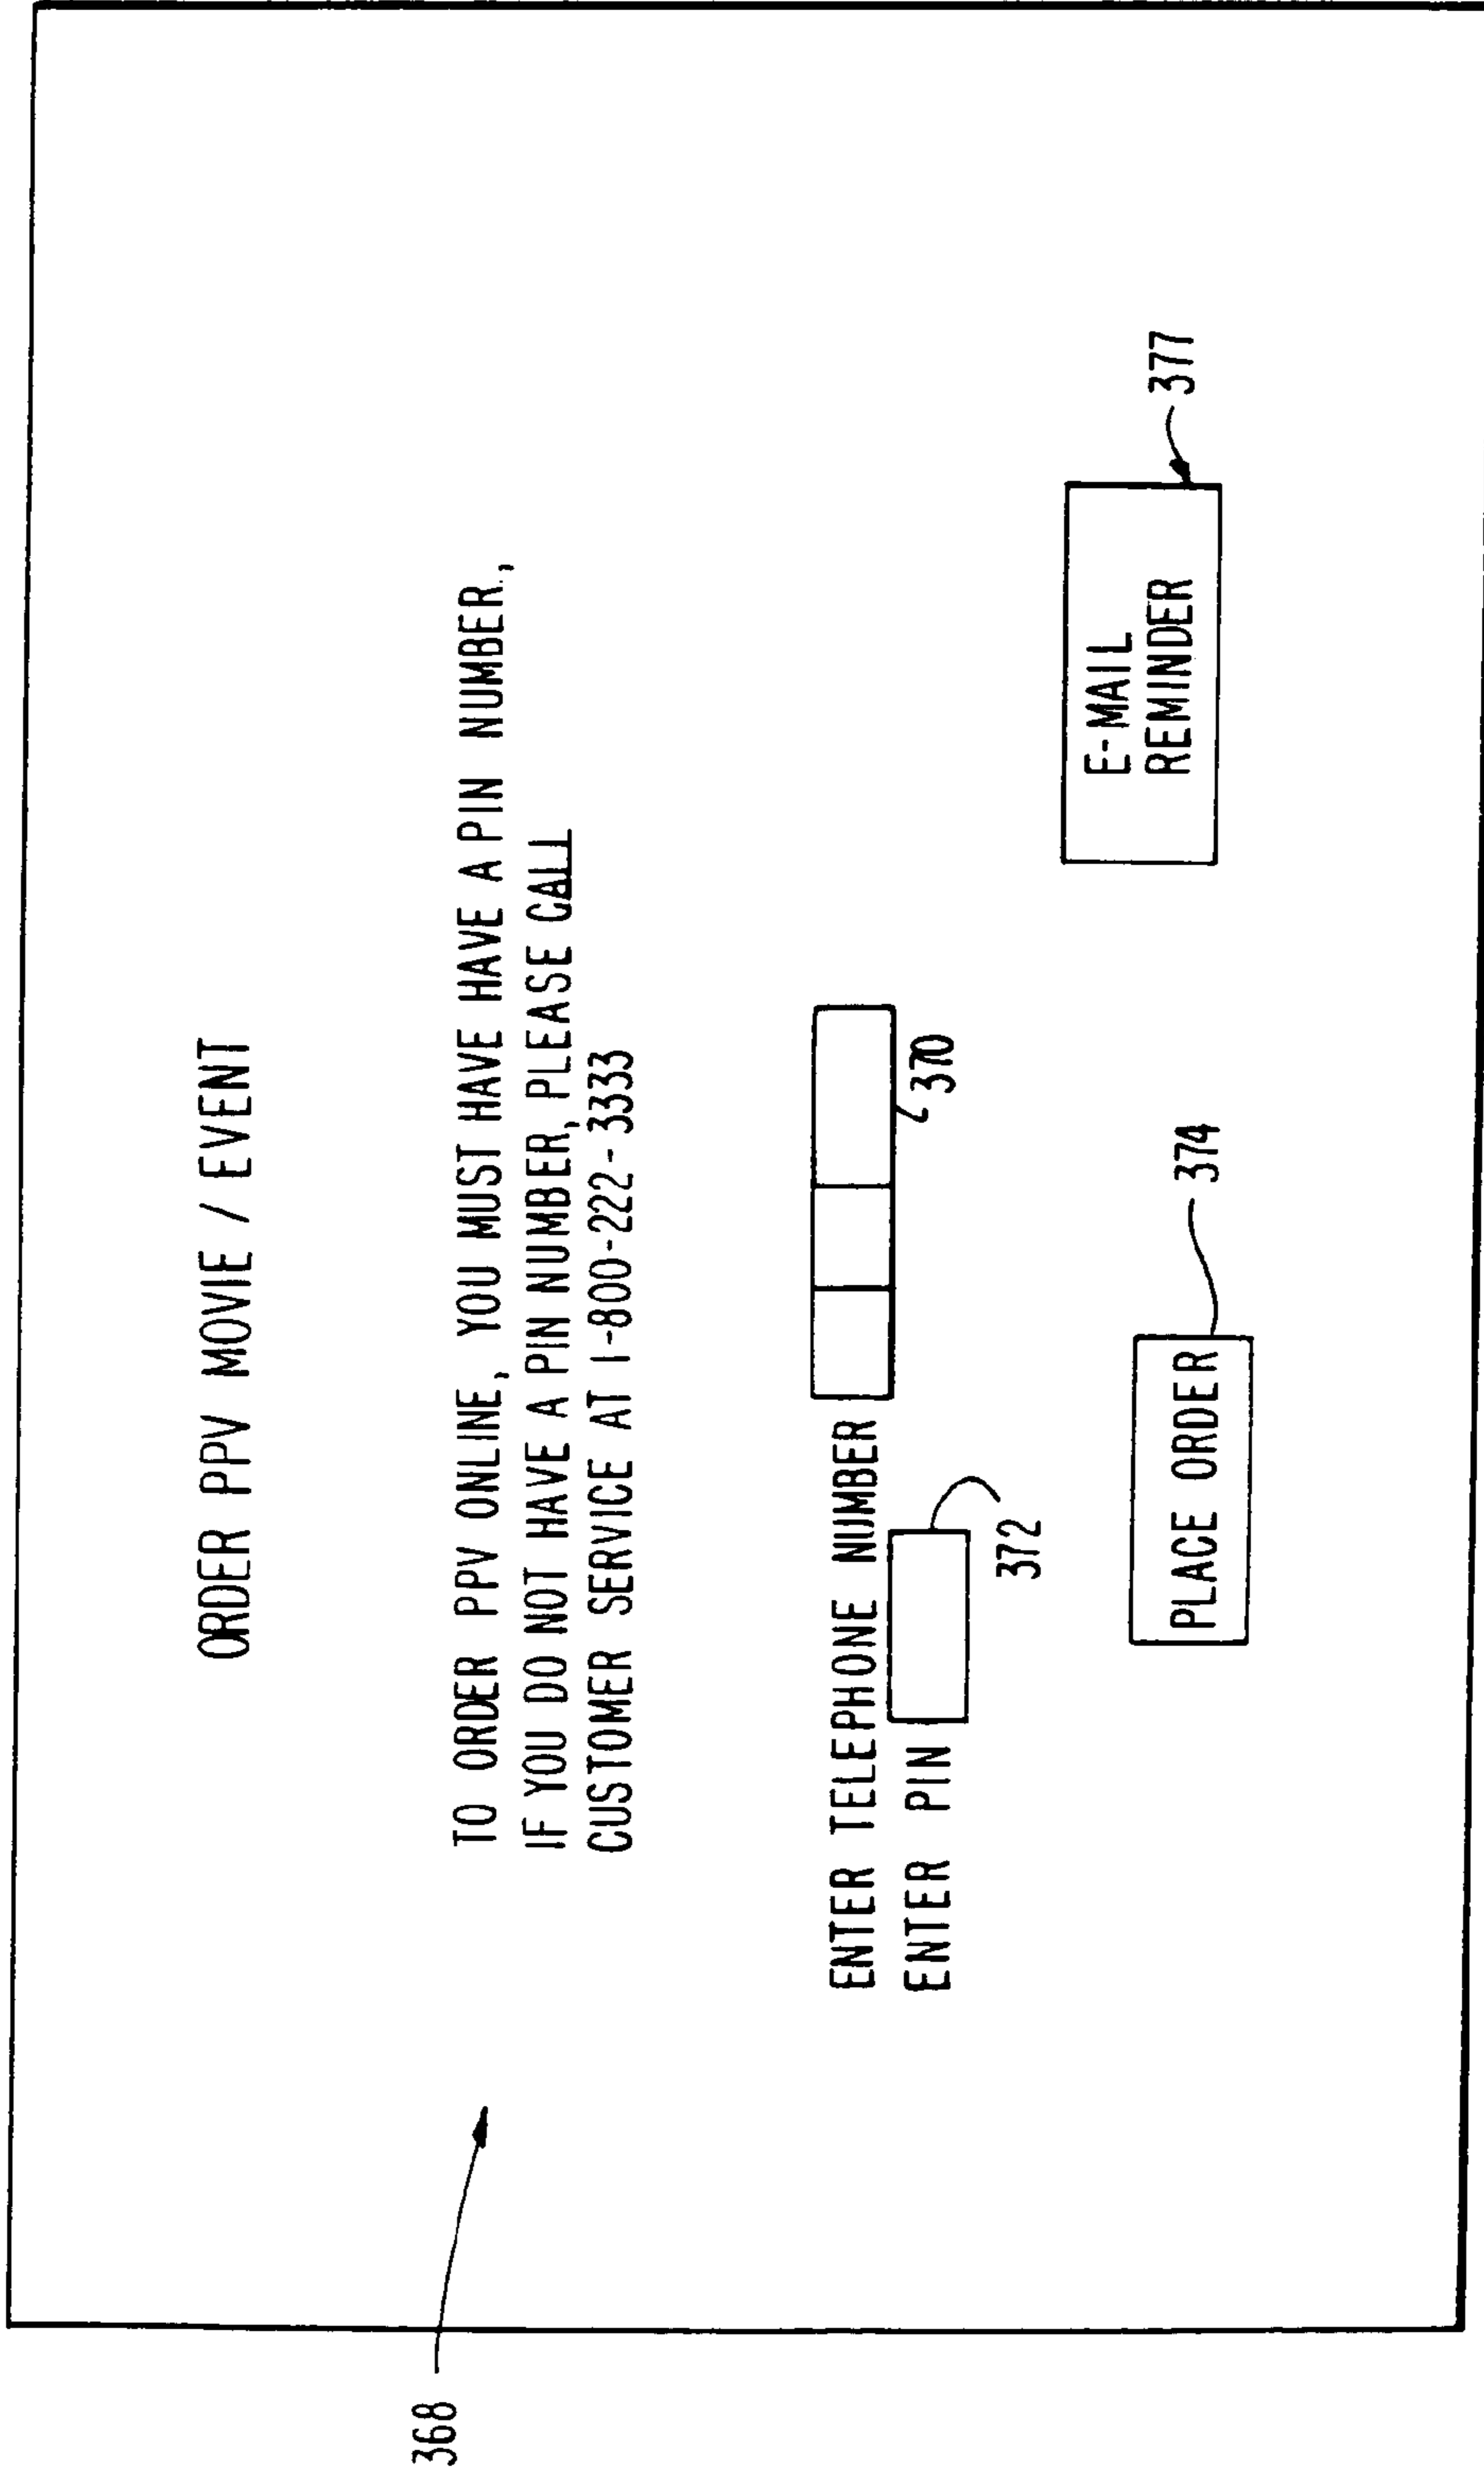 ORDER PPV MOVIE / EVENT
TO ORDER PPV ONLINE, YOU MUST HAVE HAVE A PIN NUMBER.,
IF YOU DO NOT HAVE A PIN NUMBER, PLEASE CALL
CUSTOMER SERVICE AT 1-800-222-3333
ENTER TELEPHONE NUMBER
370
ENTER PIN
372
PLACE ORDER
374
E-MAIL
REMINDER
377
368